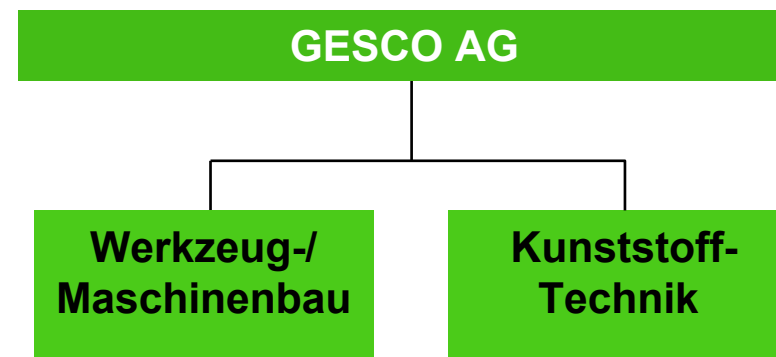 GESCO AG
Werkzeug-/
Maschinenbau
Kunststoff-
Technik